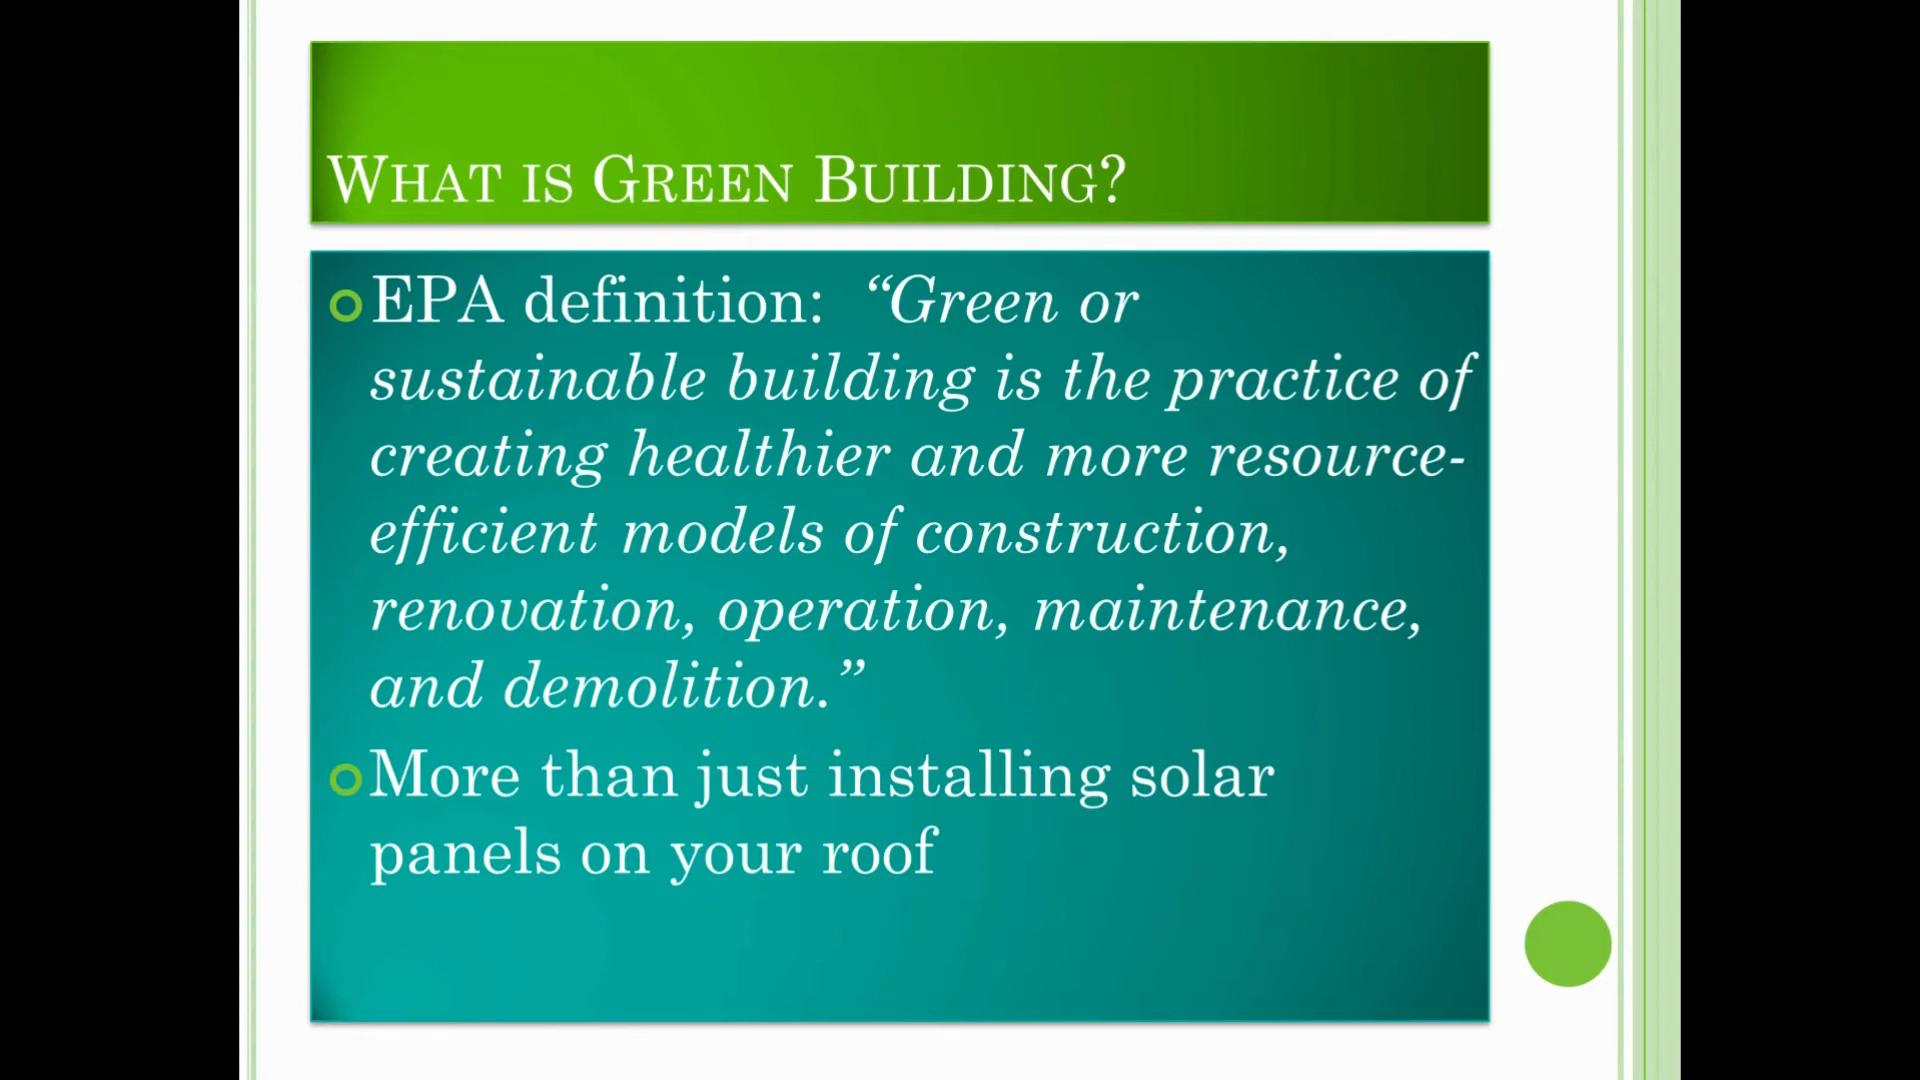 What is Green Building?
EPA definition: “Green or
sustainable building is the practice of
creating healthier and more resource-
efficient models of construction,
renovation, operation, maintenance,
and demolition.”
More than just installing solar
panels on your roof